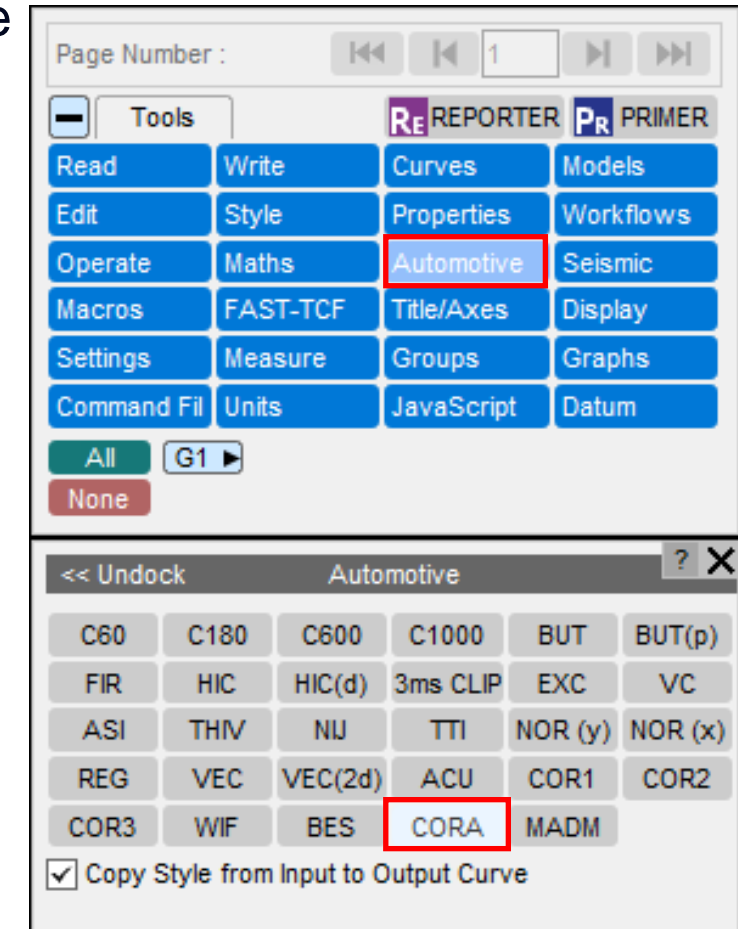 e
Page Number : 1
Tools RE REPORTER PR PRIMER
Read Write Curves Models
Edit Style Properties Workflows
Operate Maths Automotive Seismic
Macros FAST-TCF Title/Axes Display
Settings Measure Groups Graphs
Command Fil Units JavaScript Datum
All G1
None
<< Undock Automotive ? X
C60 C180 C600 C1000 BUT BUT(p)
FIR HIC HIC(d) 3ms CLIP EXC VC
ASI THIV NIJ TTI NOR (y) NOR (x)
REG VEC VEC(2d) ACU COR1 COR2
COR3 WIF BES CORA MADM
Copy Style from Input to Output Curve